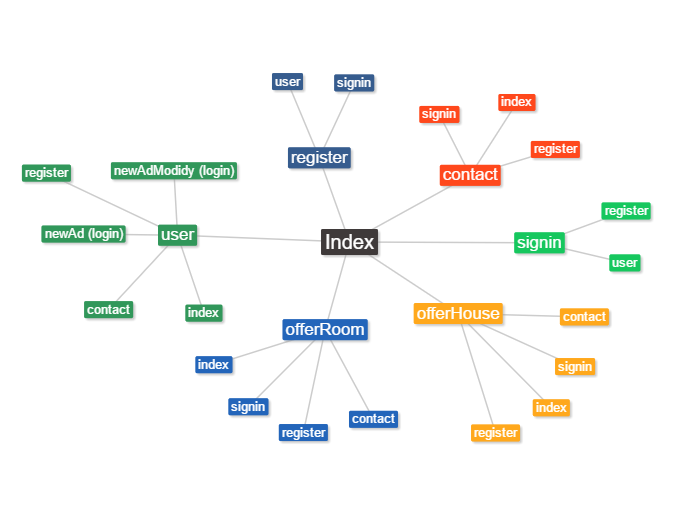 user
signin
register
signin
index
register
contact
register
newAdModidy (login)
newAd (login)
user
contact
index
Index
signin
register
user
offerRoom
index
signin
register
contact
offerHouse
contact
signin
index
register